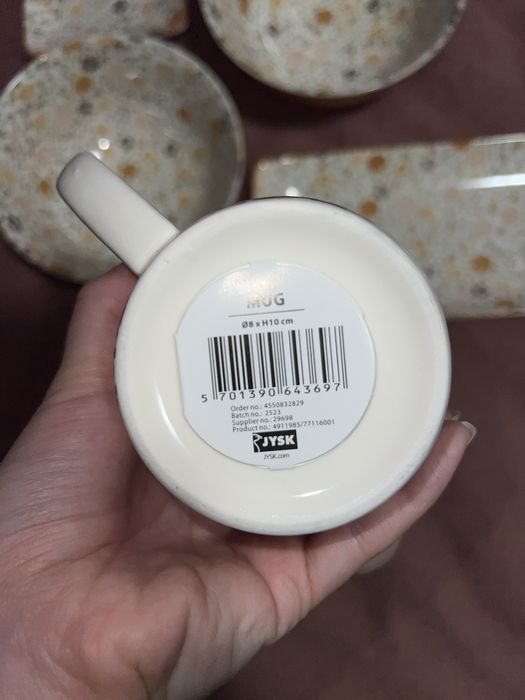 MUG
Ø8 x H10 cm
5 701390 643697
Order no.: 4550832829
Batch no.: 2523
Supplier no.: 29698
Product no.: 4911985/77116001
JYSK
JYSK.com